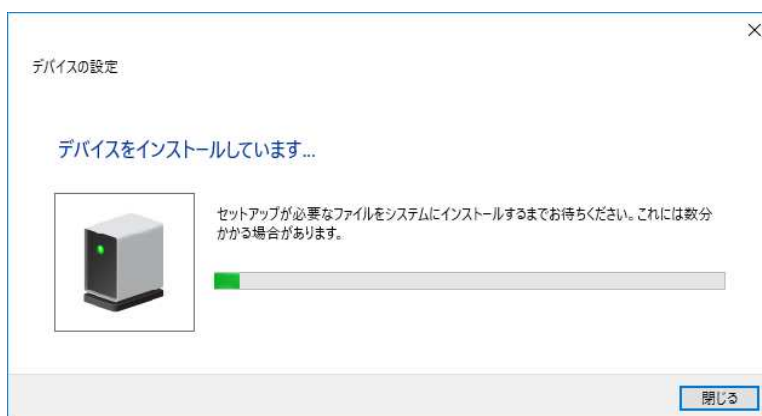 デバイスの設定
デバイスをインストールしています...
セットアップが必要なファイルをシステムにインストールするまでお待ちください。これには数分
かかる場合があります。
閉じる